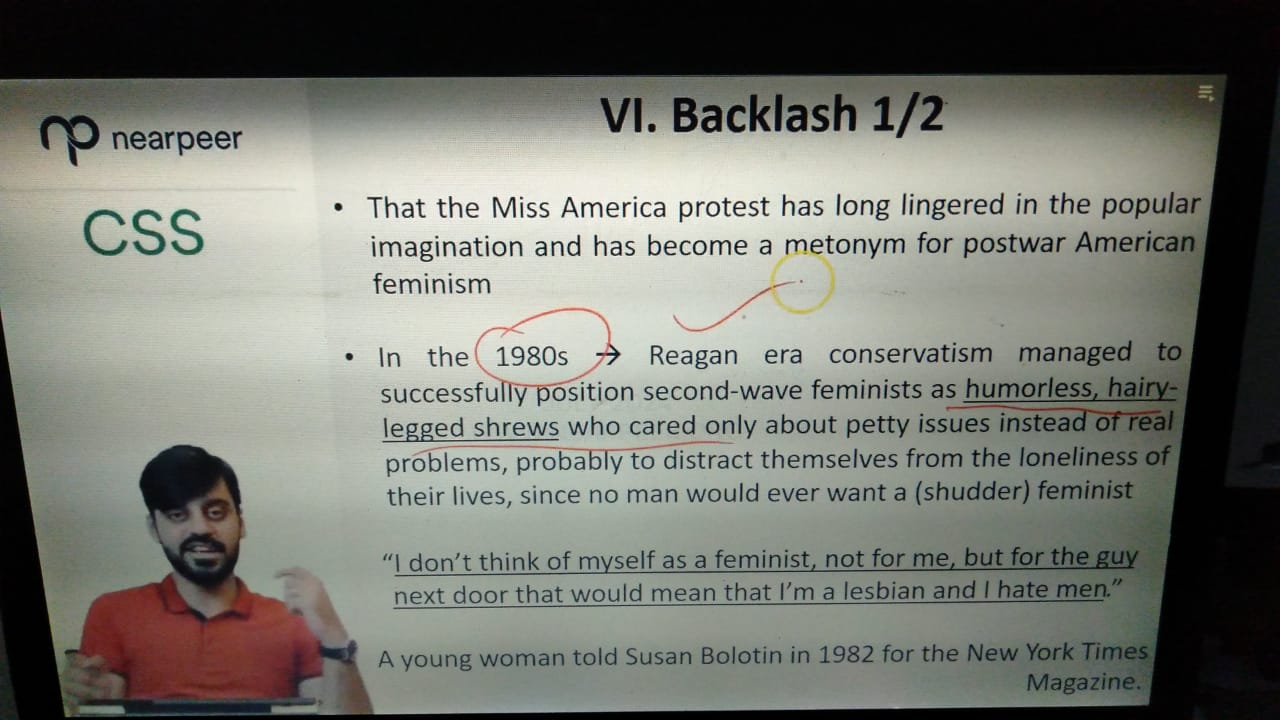 VI. Backlash 1/2
nearpeer
CSS
• That the Miss America protest has long lingered in the popular
imagination and has become a metonym for postwar American
feminism
• In the 1980s → Reagan era conservatism managed to
successfully position second-wave feminists as humorless, hairy-
legged shrews who cared only about petty issues instead of real
problems, probably to distract themselves from the loneliness of
their lives, since no man would ever want a (shudder) feminist
“I don’t think of myself as a feminist, not for me, but for the guy
next door that would mean that I’m a lesbian and I hate men.”
A young woman told Susan Bolotin in 1982 for the New York Times
Magazine.